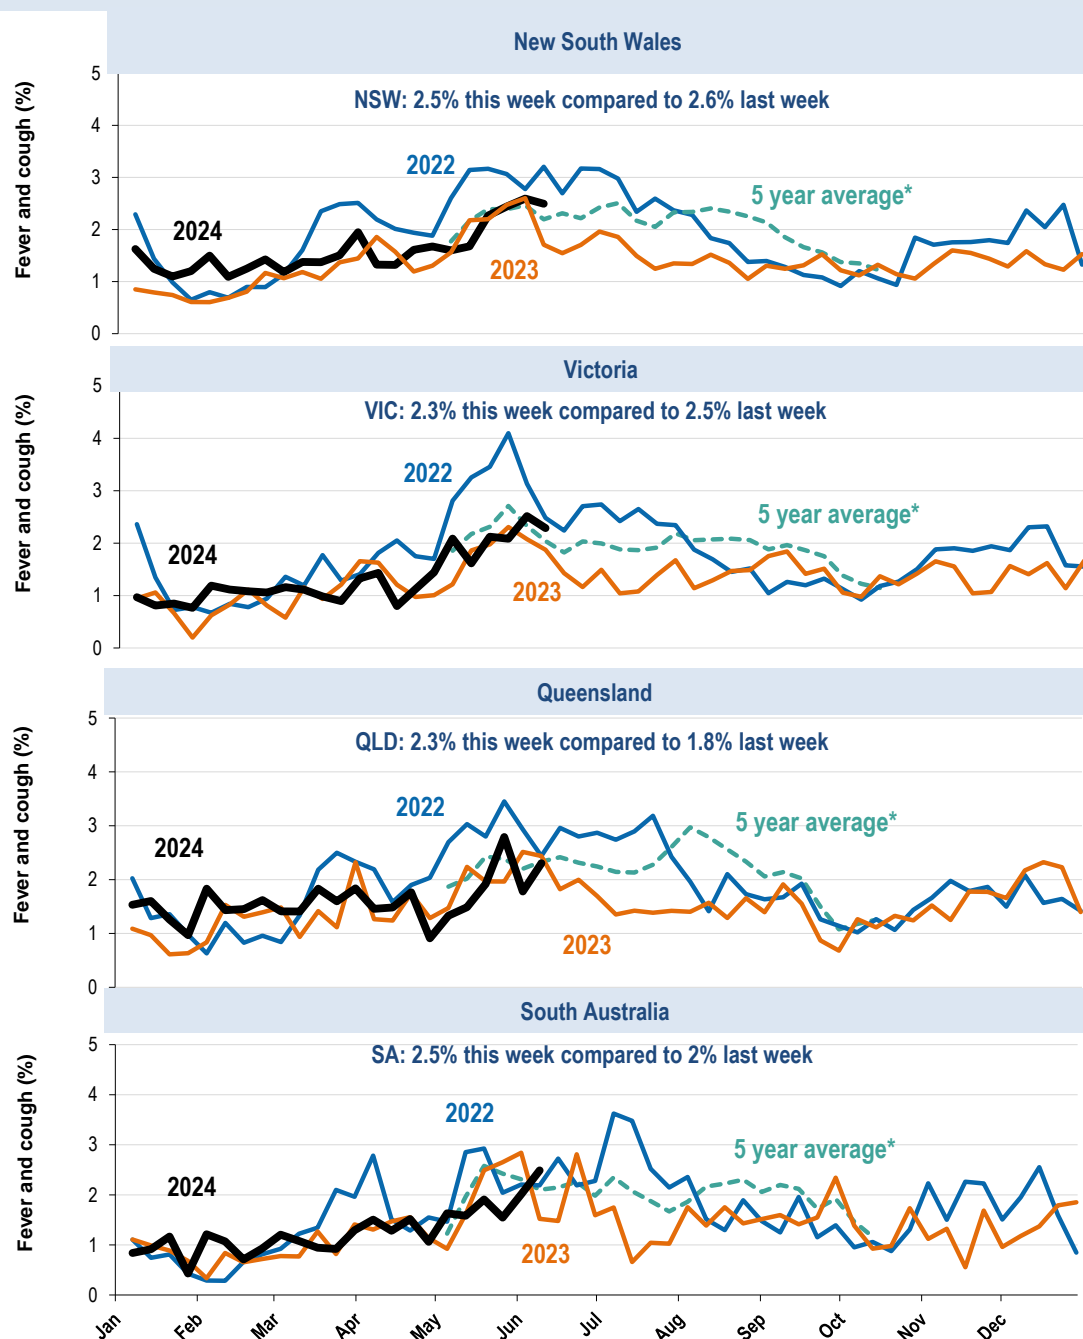 New South Wales
Fever and cough (%)
5
4
3
2
1
0
NSW: 2.5% this week compared to 2.6% last week
2022
2024
5 year average*
2023
Victoria
Fever and cough (%)
5
4
3
2
1
0
VIC: 2.3% this week compared to 2.5% last week
2022
2024
5 year average*
2023
Queensland
Fever and cough (%)
5
4
3
2
1
0
QLD: 2.3% this week compared to 1.8% last week
2022
2024
5 year average*
2023
South Australia
Fever and cough (%)
5
4
3
2
1
0
SA: 2.5% this week compared to 2% last week
2022
2024
5 year average*
2023
Jan
Feb
Mar
Apr
May
Jun
Jul
Aug
Sep
Oct
Nov
Dec